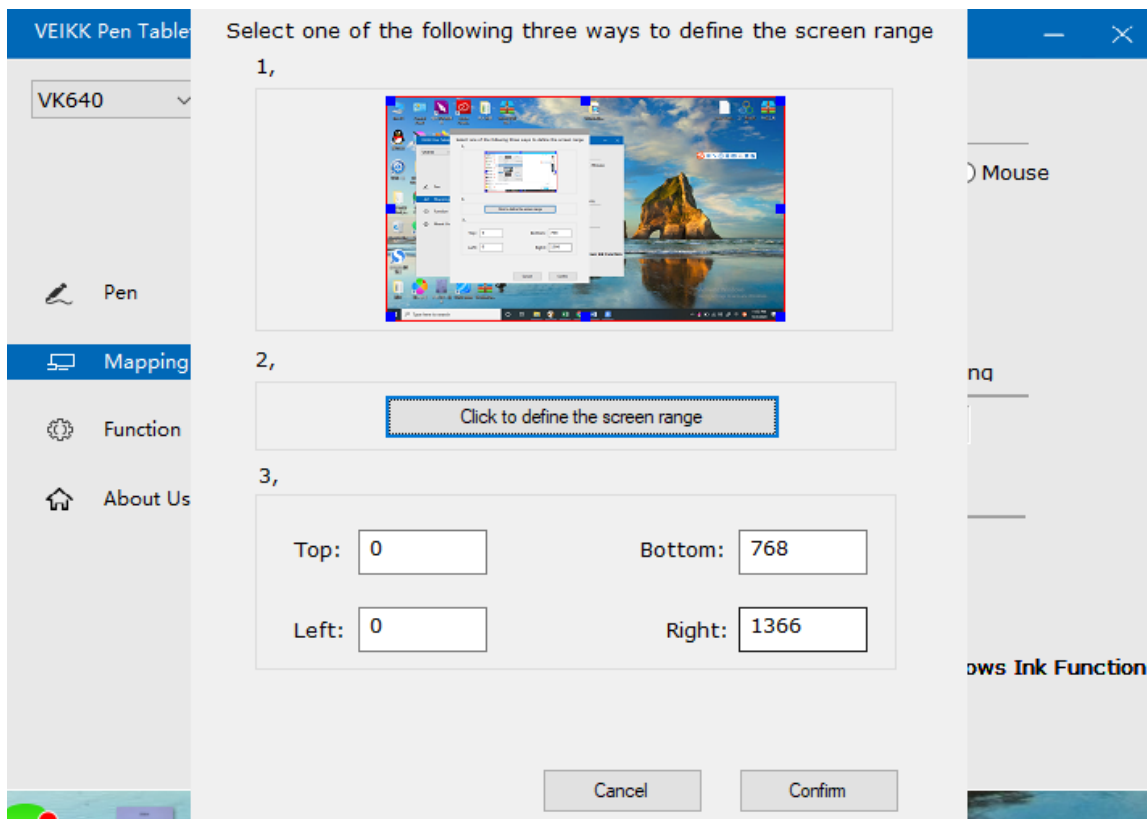 VEIKK Pen Table
Select one of the following three ways to define the screen range
1,
VK640
Mouse
Pen
Mapping
2,
ng
Click to define the screen range
Function
3,
About Us
Top: 0
Bottom: 768
Left: 0
Right: 1366
ows Ink Function
Cancel
Confirm